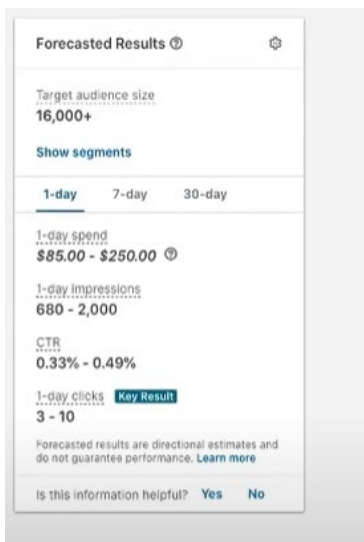 Forecasted Results
Target audience size
16,000+
Show segments
1-day 7-day 30-day
1-day spend
$85.00 - $250.00
1-day impressions
680 - 2,000
CTR
0.33% - 0.49%
1-day clicks Key Result
3 - 10
Forecasted results are directional estimates and
do not guarantee performance. Learn more
Is this information helpful? Yes No